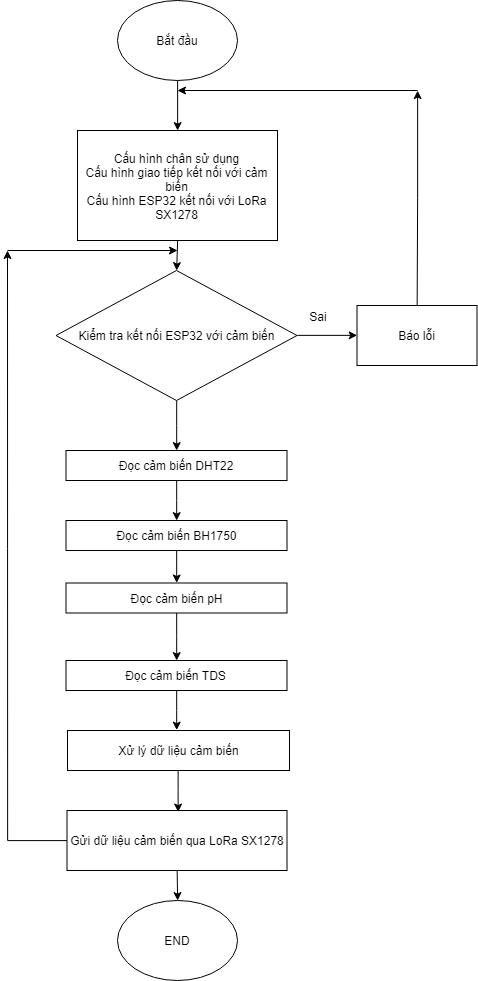 Bắt đầu
Cấu hình chân sử dụng
Cấu hình giao tiếp kết nối với cảm
biến
Cấu hình ESP32 kết nối với LoRa
SX1278
Sai
Kiểm tra kết nối ESP32 với cảm biến
Báo lỗi
Đọc cảm biến DHT22
Đọc cảm biến BH1750
Đọc cảm biến pH
Đọc cảm biến TDS
Xử lý dữ liệu cảm biến
Gửi dữ liệu cảm biến qua LoRa SX1278
END